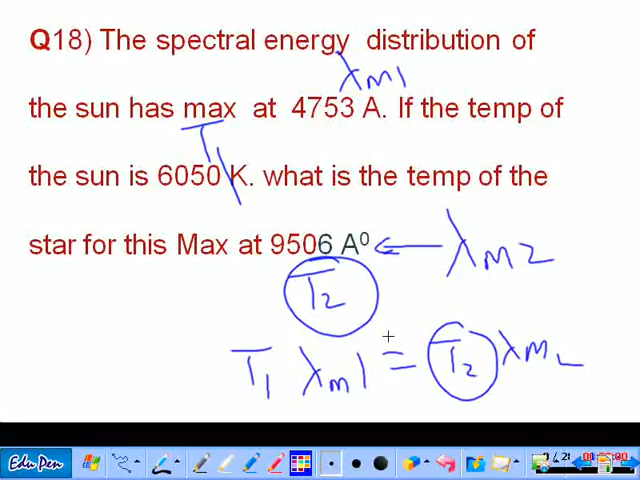 Q18) The spectral energy distribution of
λm1
the sun has max at 4753 A. If the temp of
T1
the sun is 6050 K. what is the temp of the
star for this Max at 9506 A⁰ ← λm2
T2
T1 λm1 = T2 λm2
Edu Pen